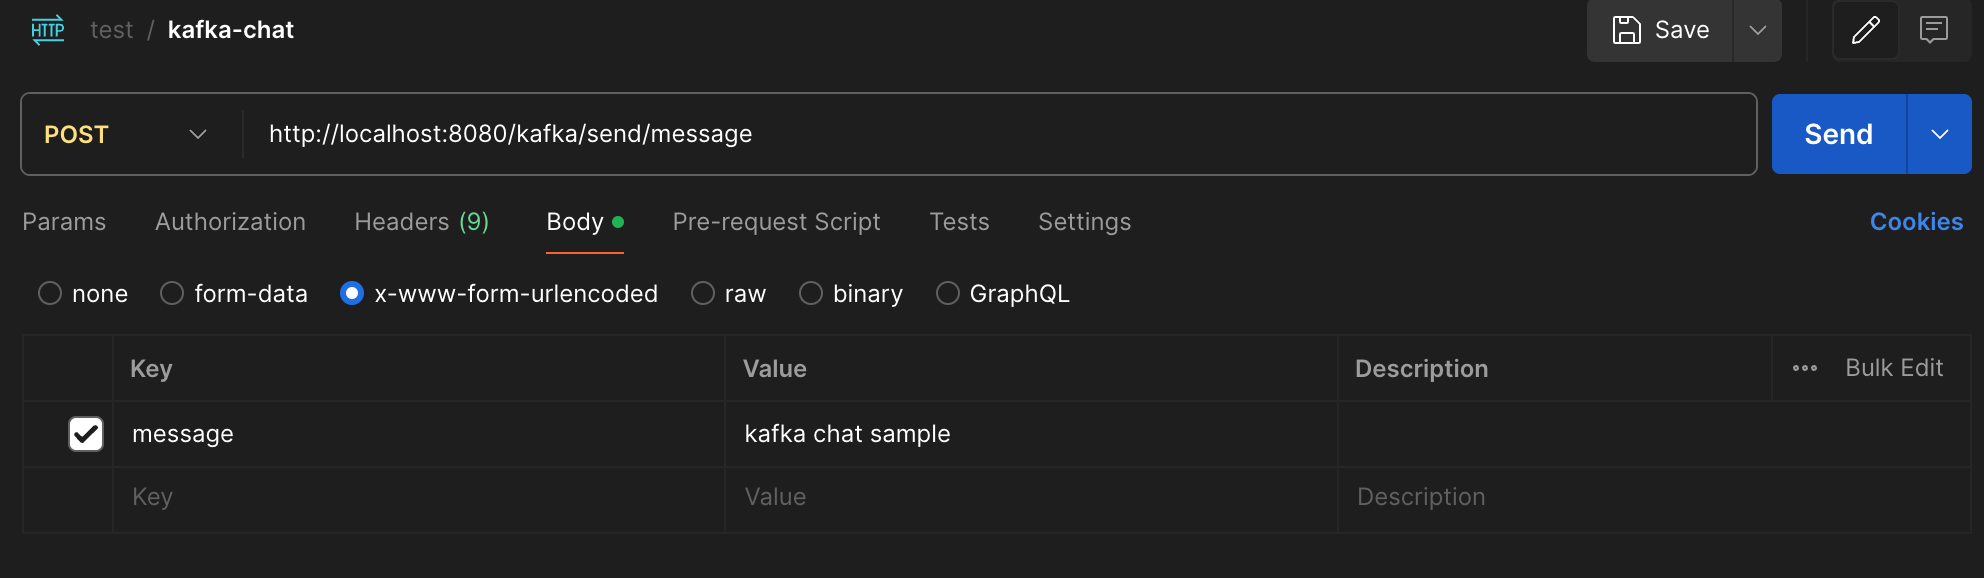 HTTP test / kafka-chat Save
POST http://localhost:8080/kafka/send/message Send
Params Authorization Headers (9) Body Pre-request Script Tests Settings Cookies
none form-data x-www-form-urlencoded raw binary GraphQL
Key Value Description Bulk Edit
message kafka chat sample
Key Value Description